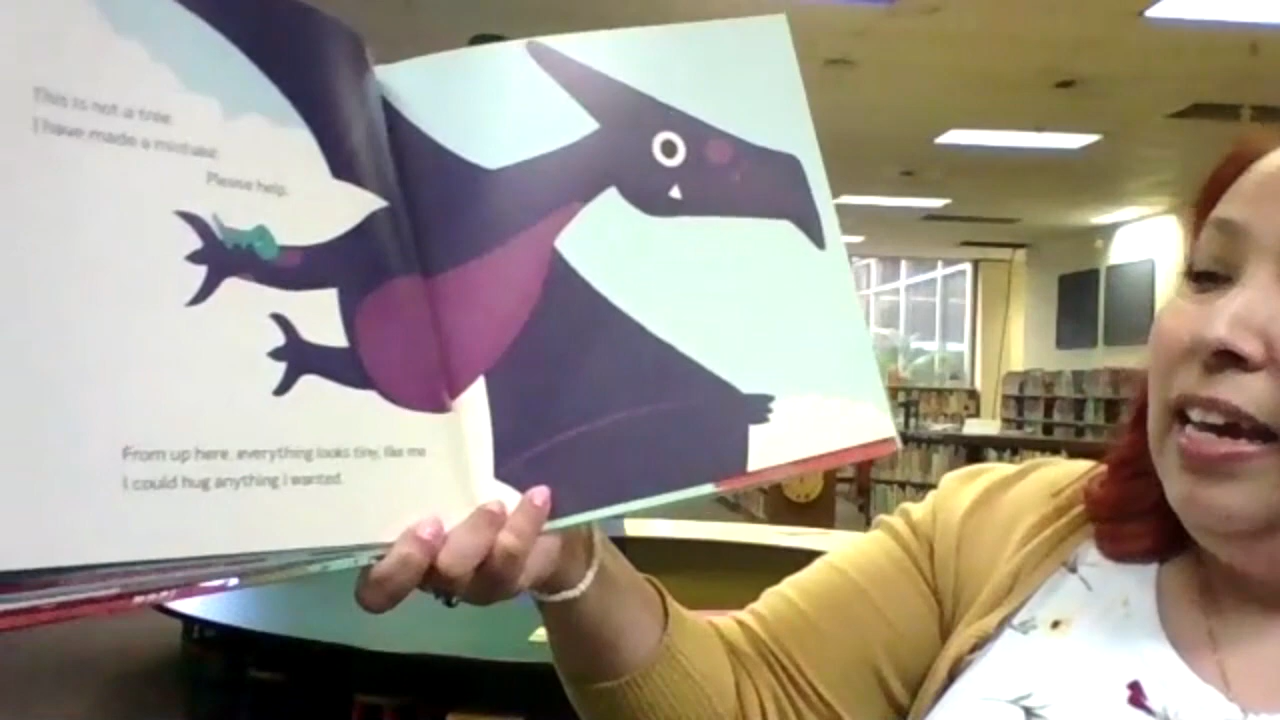 This is not a tree.
I have made a mistake.
Please help.
From up here, everything looks tiny, like me.
I could hug anything I wanted.